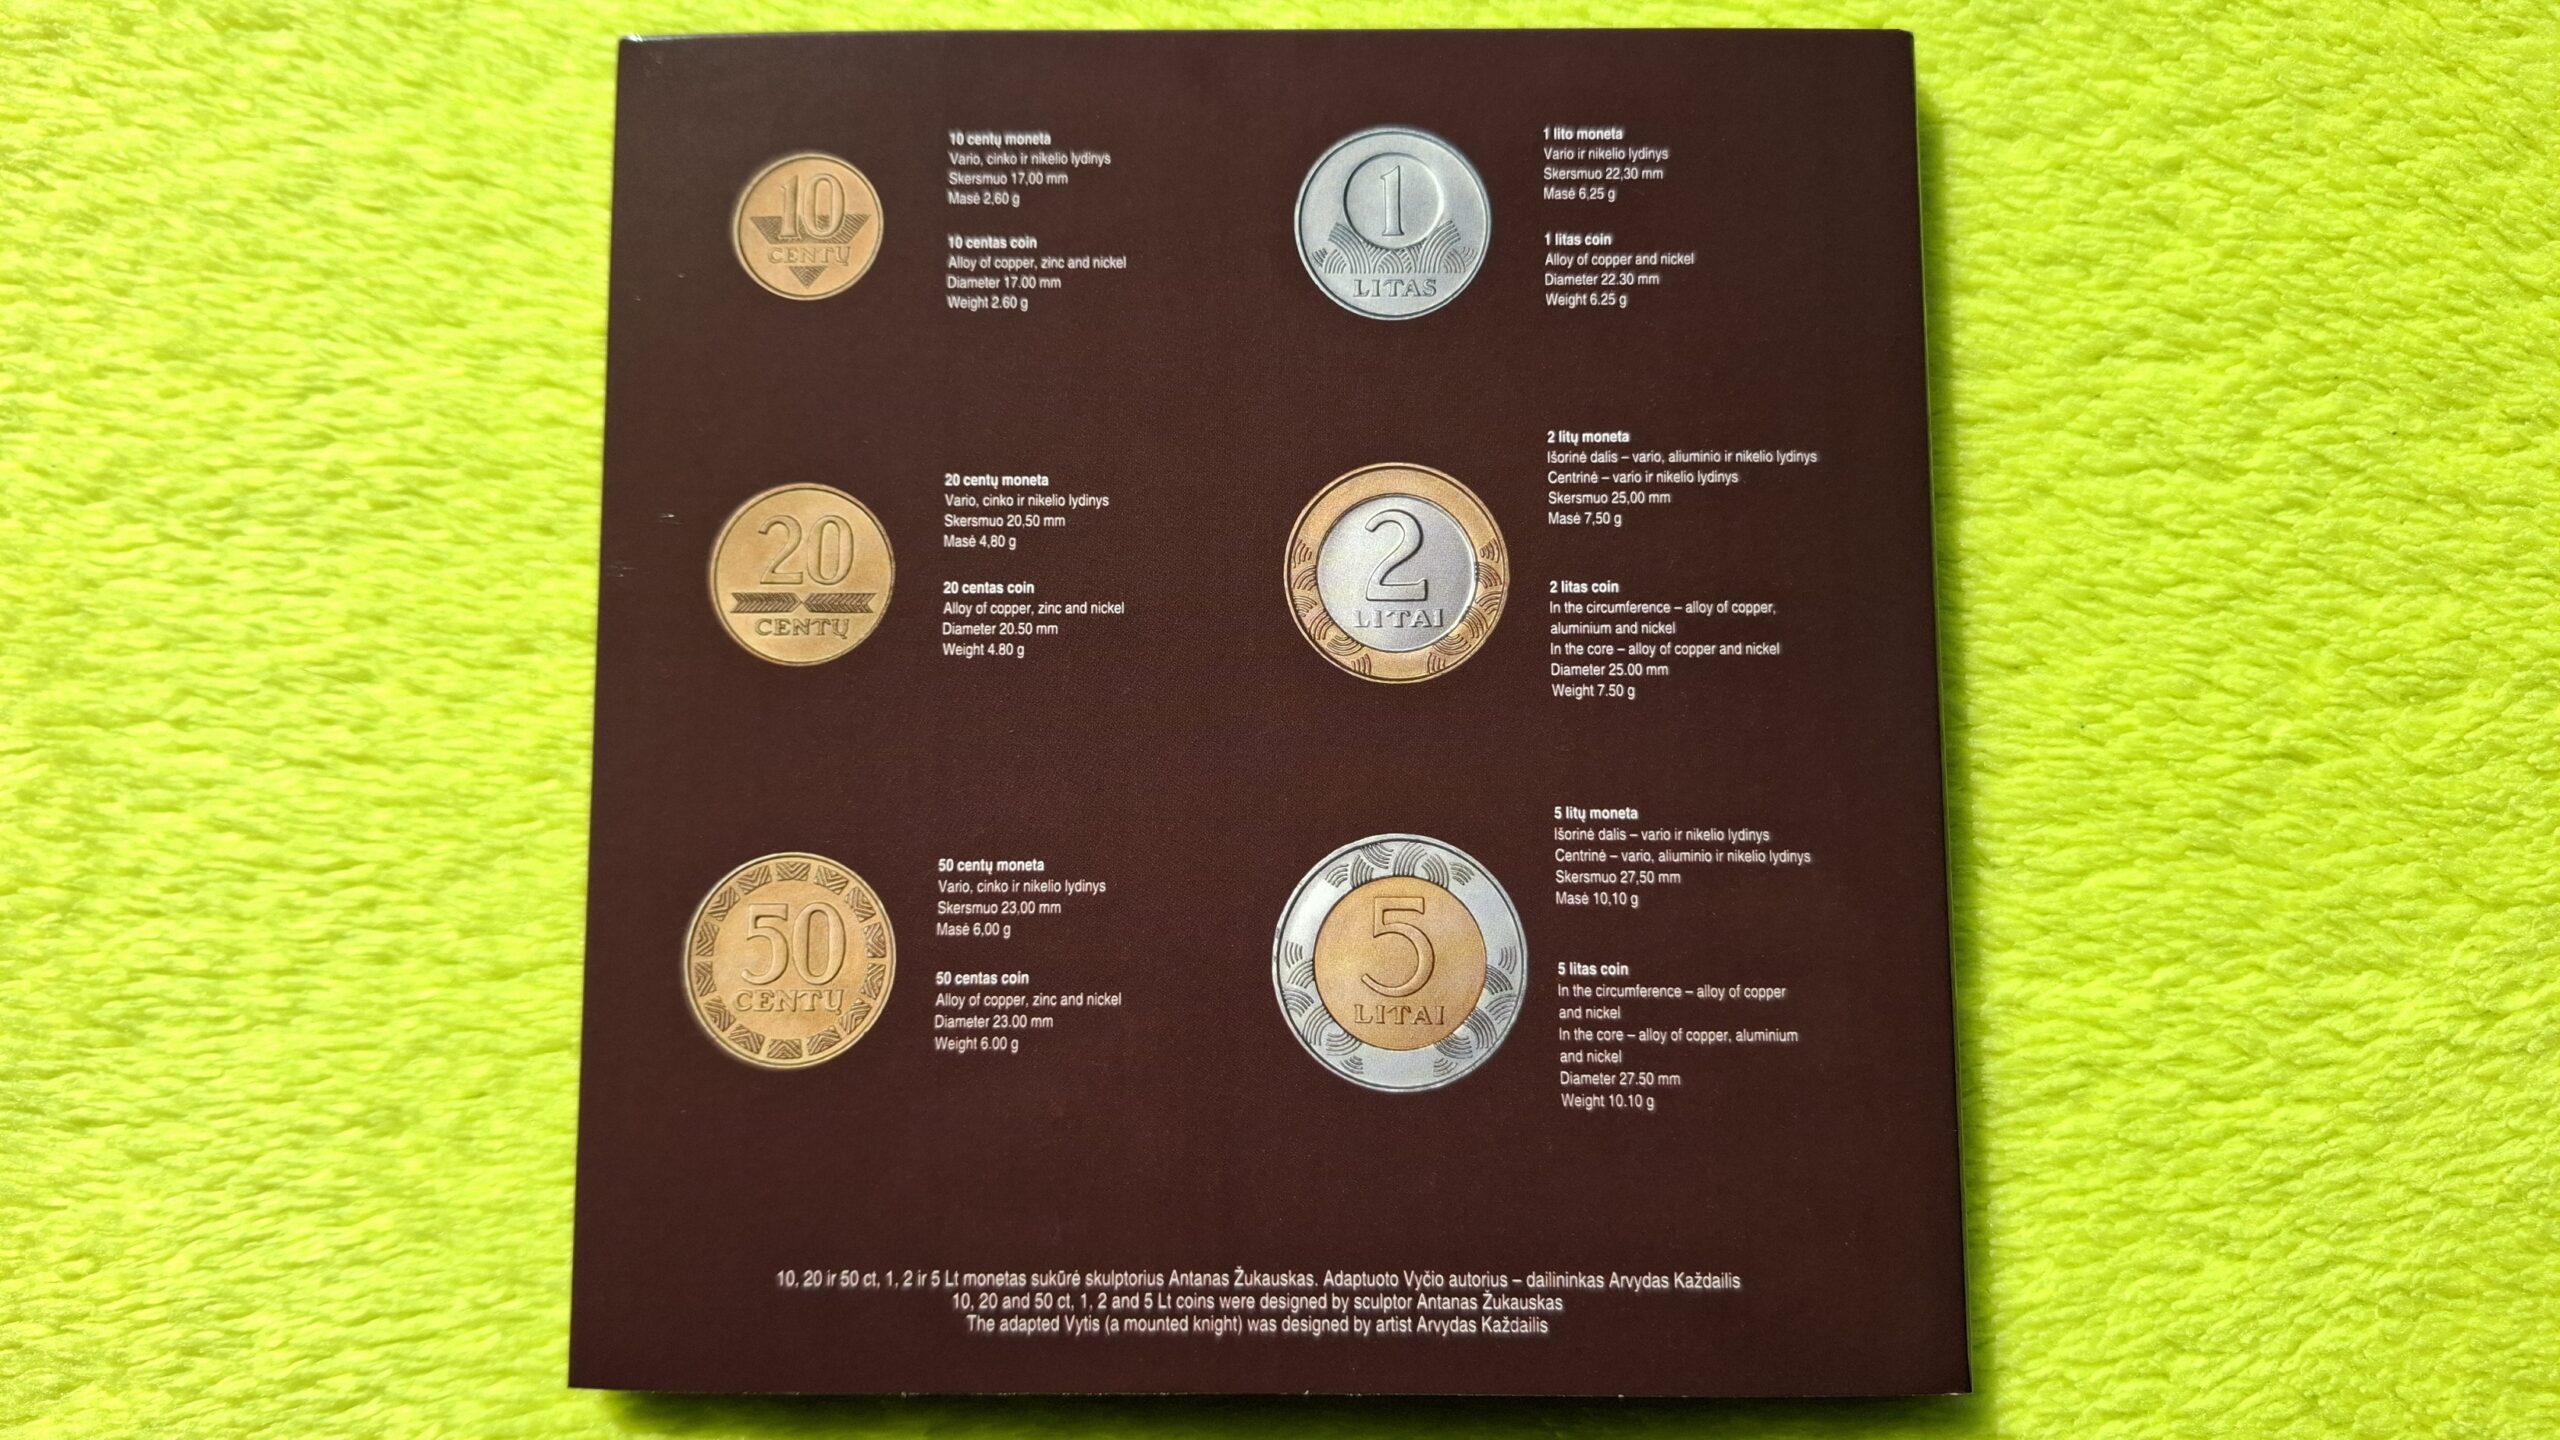 10
CENTŲ
10 centų moneta
Vario, cinko ir nikelio lydinys
Skersmuo 17,00 mm
Masė 2,60 g
10 centas coin
Alloy of copper, zinc and nickel
Diameter 17.00 mm
Weight 2.60 g
1
LITAS
1 lito moneta
Vario ir nikelio lydinys
Skersmuo 22,30 mm
Masė 6,25 g
1 litas coin
Alloy of copper and nickel
Diameter 22.30 mm
Weight 6.25 g
20
CENTŲ
20 centų moneta
Vario, cinko ir nikelio lydinys
Skersmuo 20,50 mm
Masė 4,80 g
20 centas coin
Alloy of copper, zinc and nickel
Diameter 20.50 mm
Weight 4.80 g
2
LITAI
2 litų moneta
Išorinė dalis – vario, aliuminio ir nikelio lydinys
Centrinė – vario ir nikelio lydinys
Skersmuo 25,00 mm
Masė 7,50 g
2 litas coin
In the circumference – alloy of copper,
aluminium and nickel
In the core – alloy of copper and nickel
Diameter 25.00 mm
Weight 7.50 g
50
CENTŲ
50 centų moneta
Vario, cinko ir nikelio lydinys
Skersmuo 23,00 mm
Masė 6,00 g
50 centas coin
Alloy of copper, zinc and nickel
Diameter 23.00 mm
Weight 6.00 g
5
LITAI
5 litų moneta
Išorinė dalis – vario ir nikelio lydinys
Centrinė – vario, aliuminio ir nikelio lydinys
Skersmuo 27,50 mm
Masė 10,10 g
5 litas coin
In the circumference – alloy of copper
and nickel
In the core – alloy of copper, aluminium
and nickel
Diameter 27.50 mm
Weight 10.10 g
10, 20 ir 50 ct, 1, 2 ir 5 Lt monetas sukūrė skulptorius Antanas Žukauskas. Adaptuoto Vyčio autorius – dailininkas Arvydas Každailis
10, 20 and 50 ct, 1, 2 and 5 Lt coins were designed by sculptor Antanas Žukauskas
The adapted Vytis (a mounted knight) was designed by artist Arvydas Každailis